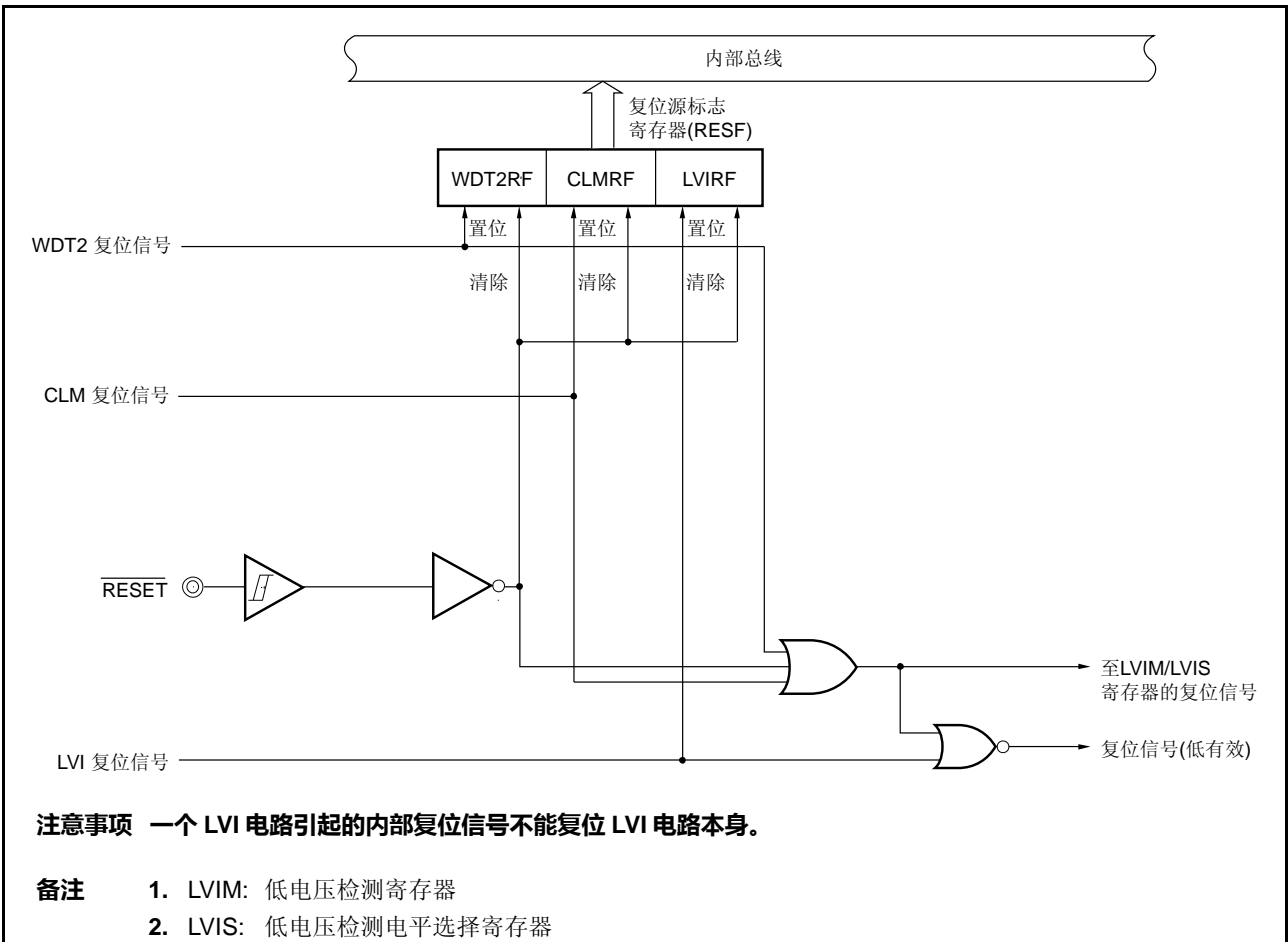 内部总线
复位源标志
寄存器(RESF)
WDT2RF CLMRF LVIRF
置位 置位 置位
WDT2 复位信号
清除 清除 清除
CLM 复位信号
RESET
至LVIM/LVIS
寄存器的复位信号
复位信号(低有效)
LVI 复位信号
注意事项 一个 LVI 电路引起的内部复位信号不能复位 LVI 电路本身。
备注 1. LVIM: 低电压检测寄存器
2. LVIS: 低电压检测电平选择寄存器